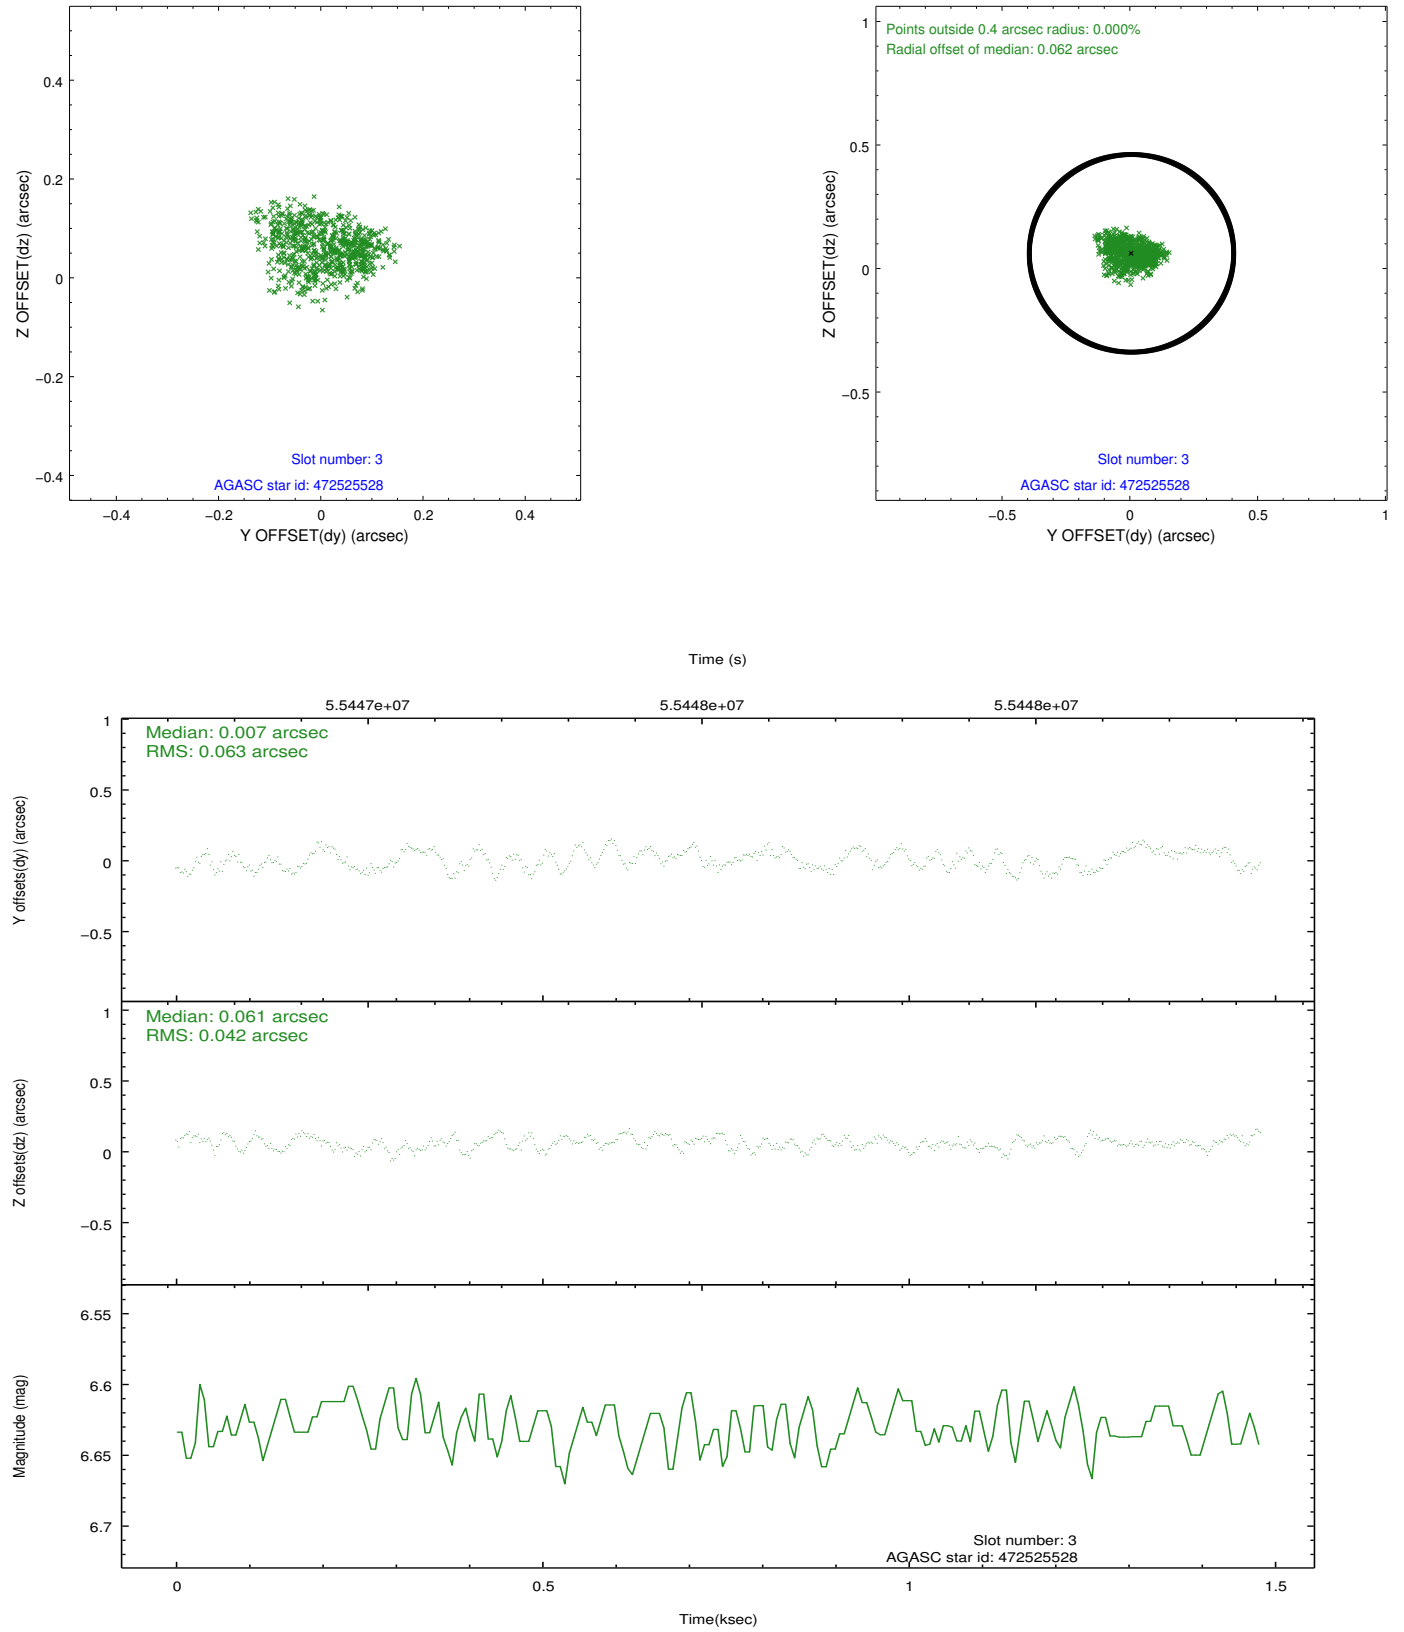 0.4
0.2
0
−0.2
−0.4
Z OFFSET(dz) (arcsec)
Slot number: 3
AGASC star id: 472525528
−0.4 −0.2 0 0.2 0.4
Y OFFSET(dy) (arcsec)
Points outside 0.4 arcsec radius: 0.000%
Radial offset of median: 0.062 arcsec
1
0.5
0
−0.5
Z OFFSET(dz) (arcsec)
Slot number: 3
AGASC star id: 472525528
−0.5 0 0.5 1
Y OFFSET(dy) (arcsec)
Time (s)
5.5447e+07 5.5448e+07 5.5448e+07
Median: 0.007 arcsec
RMS: 0.063 arcsec
1
0.5
0
−0.5
Y offsets(dy) (arcsec)
Median: 0.061 arcsec
RMS: 0.042 arcsec
1
0.5
0
−0.5
Z offsets(dz) (arcsec)
6.55
6.6
6.65
6.7
Magnitude (mag)
Slot number: 3
AGASC star id: 472525528
0 0.5 1 1.5
Time(ksec)